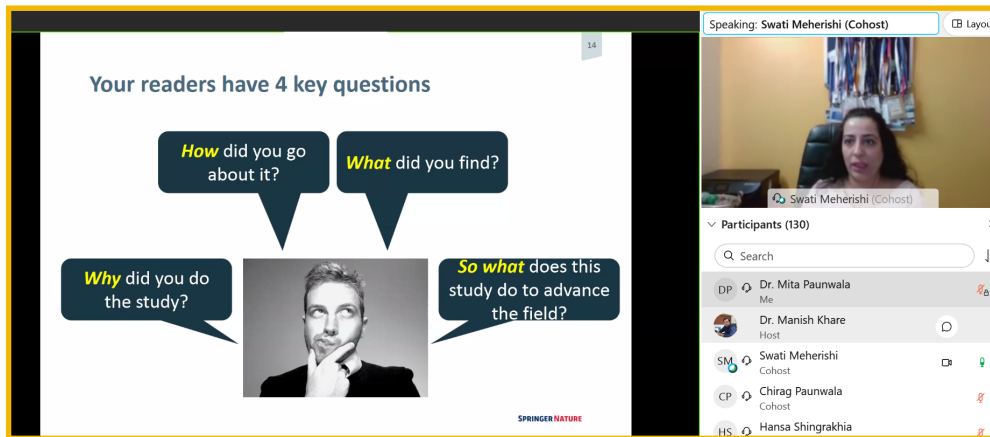 14
Your readers have 4 key questions
How did you go
about it?
What did you find?
Why did you do
the study?
So what does this
study do to advance
the field?
SPRINGER NATURE
Speaking: Swati Meherishi (Cohost)
Layou
Swati Meherishi (Cohost)
Participants (130)
Search
DP
Dr. Mita Paunwala
Me
Dr. Manish Khare
Host
SM
Swati Meherishi
Cohost
CP
Chirag Paunwala
Cohost
HS
Hansa Shingrakhia